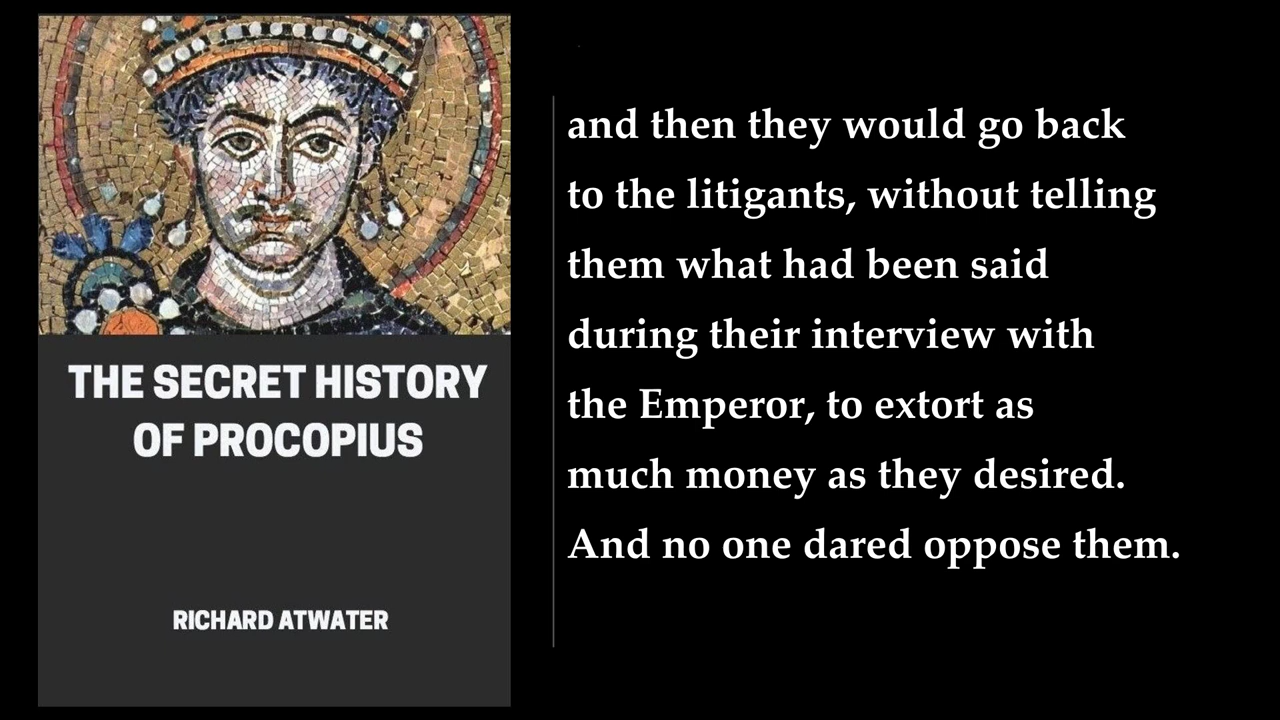 THE SECRET HISTORY
OF PROCOPIUS
RICHARD ATWATER
and then they would go back
to the litigants, without telling
them what had been said
during their interview with
the Emperor, to extort as
much money as they desired.
And no one dared oppose them.